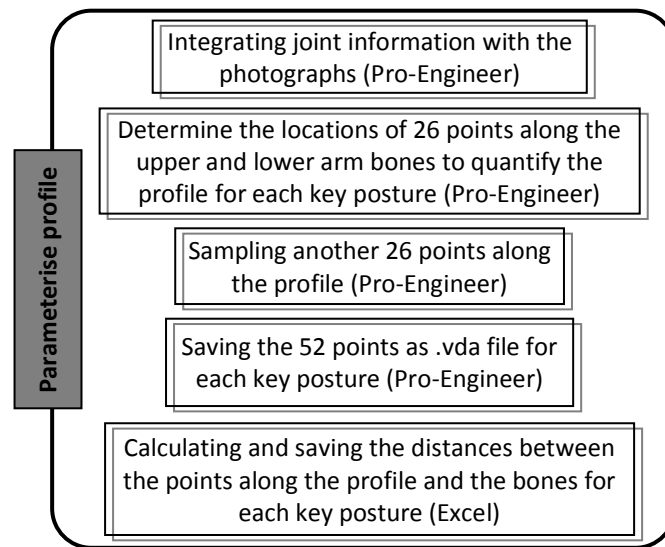 Parameterise profile
Integrating joint information with the
photographs (Pro-Engineer)
Determine the locations of 26 points along the
upper and lower arm bones to quantify the
profile for each key posture (Pro-Engineer)
Sampling another 26 points along
the profile (Pro-Engineer)
Saving the 52 points as .vda file for
each key posture (Pro-Engineer)
Calculating and saving the distances between
the points along the profile and the bones for
each key posture (Excel)